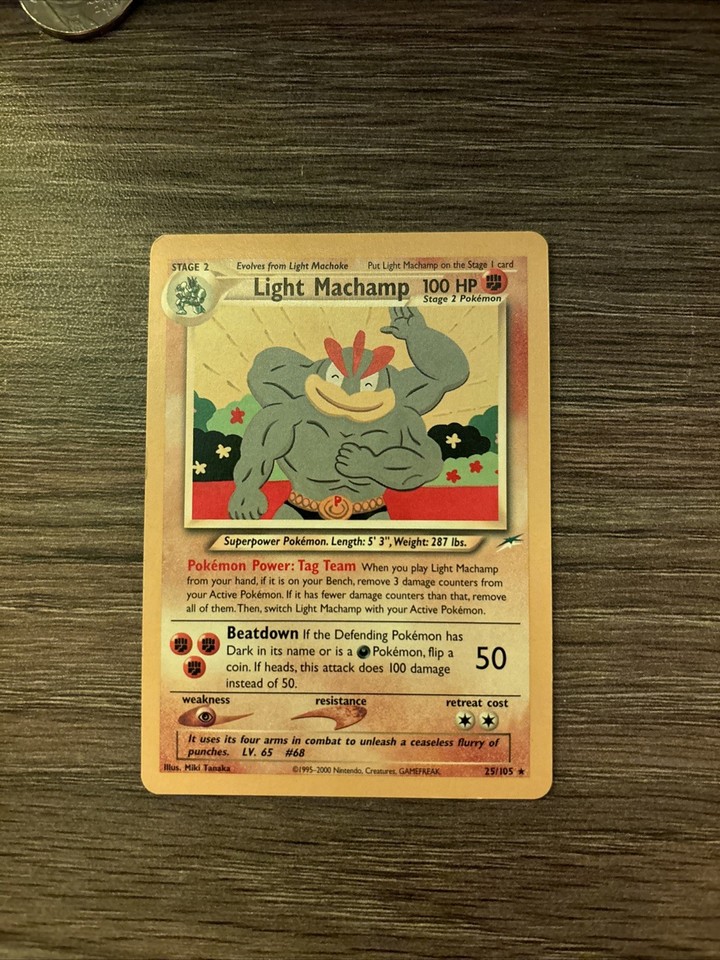 STAGE 2 Evolves from Light Machoke Put Light Machamp on the Stage 1 card
Light Machamp 100 HP
Stage 2 Pokémon
P
Superpower Pokémon. Length: 5' 3", Weight: 287 lbs.
Pokémon Power: Tag Team When you play Light Machamp
from your hand, if it is on your Bench, remove 3 damage counters from
your Active Pokémon. If it has fewer damage counters than that, remove
all of them. Then, switch Light Machamp with your Active Pokémon.
Beatdown If the Defending Pokémon has
Dark in its name or is a Pokémon, flip a
coin. If heads, this attack does 100 damage
instead of 50.
50
weakness resistance retreat cost
It uses its four arms in combat to unleash a ceaseless flurry of
punches. LV. 65 #68
Illus. Miki Tanaka ©1995-2000 Nintendo, Creatures, GAMEFREAK. 25/105 ★